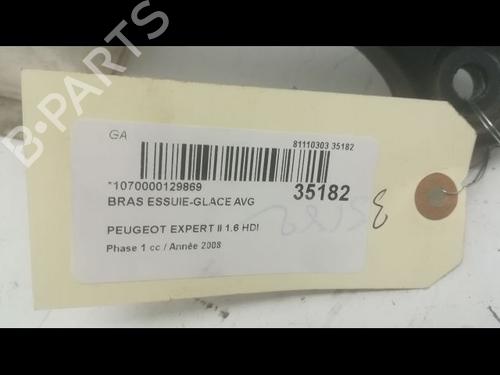 GA
81110303 35182
*1070000129869
35182
BRAS ESSUIE-GLACE AVG
PEUGEOT EXPERT II 1.6 HDI
Phase 1 cc / Année 2008
35182
B-PARTS